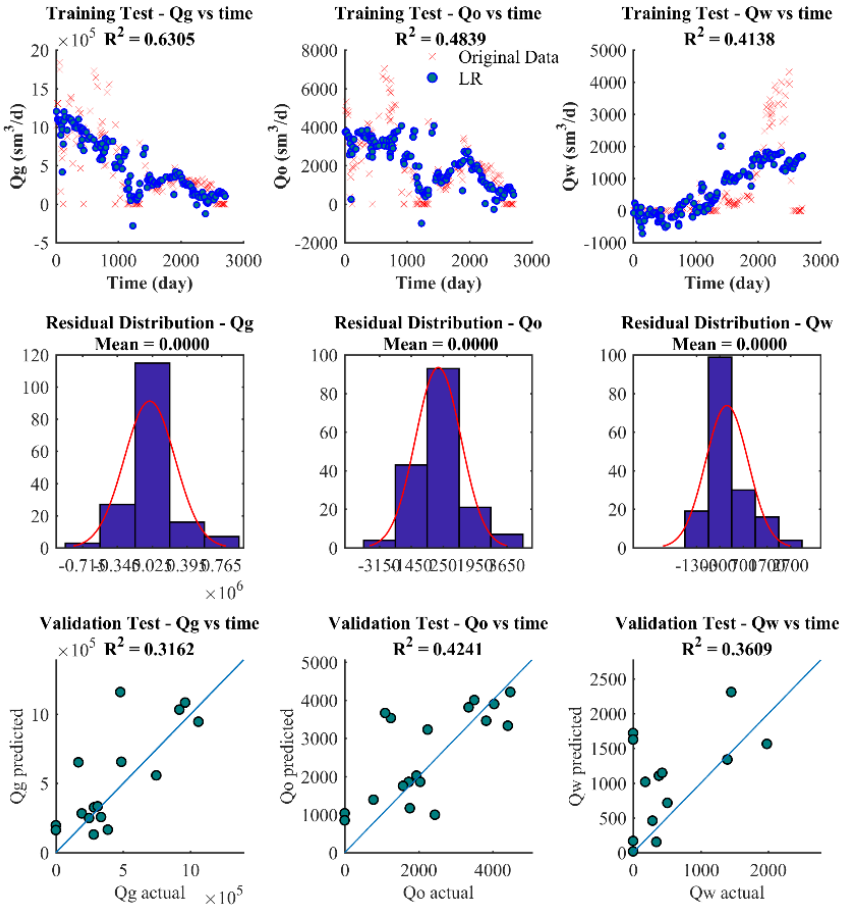 Training Test - Qg vs time
R² = 0.6305
×10⁵
20
15
10
5
0
-5
Qg (sm³/d)
0 1000 2000 3000
Time (day)
Training Test - Qo vs time
R² = 0.4839
8000
6000
4000
2000
0
-2000
Qo (sm³/d)
Original Data
LR
0 1000 2000 3000
Time (day)
Training Test - Qw vs time
R² = 0.4138
5000
4000
3000
2000
1000
0
-1000
Qw (sm³/d)
0 1000 2000 3000
Time (day)
Residual Distribution - Qg
Mean = 0.0000
120
100
80
60
40
20
0
×10⁶
Residual Distribution - Qo
Mean = 0.0000
100
80
60
40
20
0
Residual Distribution - Qw
Mean = 0.0000
100
80
60
40
20
0
Validation Test - Qg vs time
R² = 0.3162
×10⁵
10
5
0
Qg predicted
0 5 10
Qg actual
×10⁵
Validation Test - Qo vs time
R² = 0.4241
5000
4000
3000
2000
1000
0
Qo predicted
0 2000 4000
Qo actual
Validation Test - Qw vs time
R² = 0.3609
2500
2000
1500
1000
500
0
Qw predicted
0 1000 2000
Qw actual